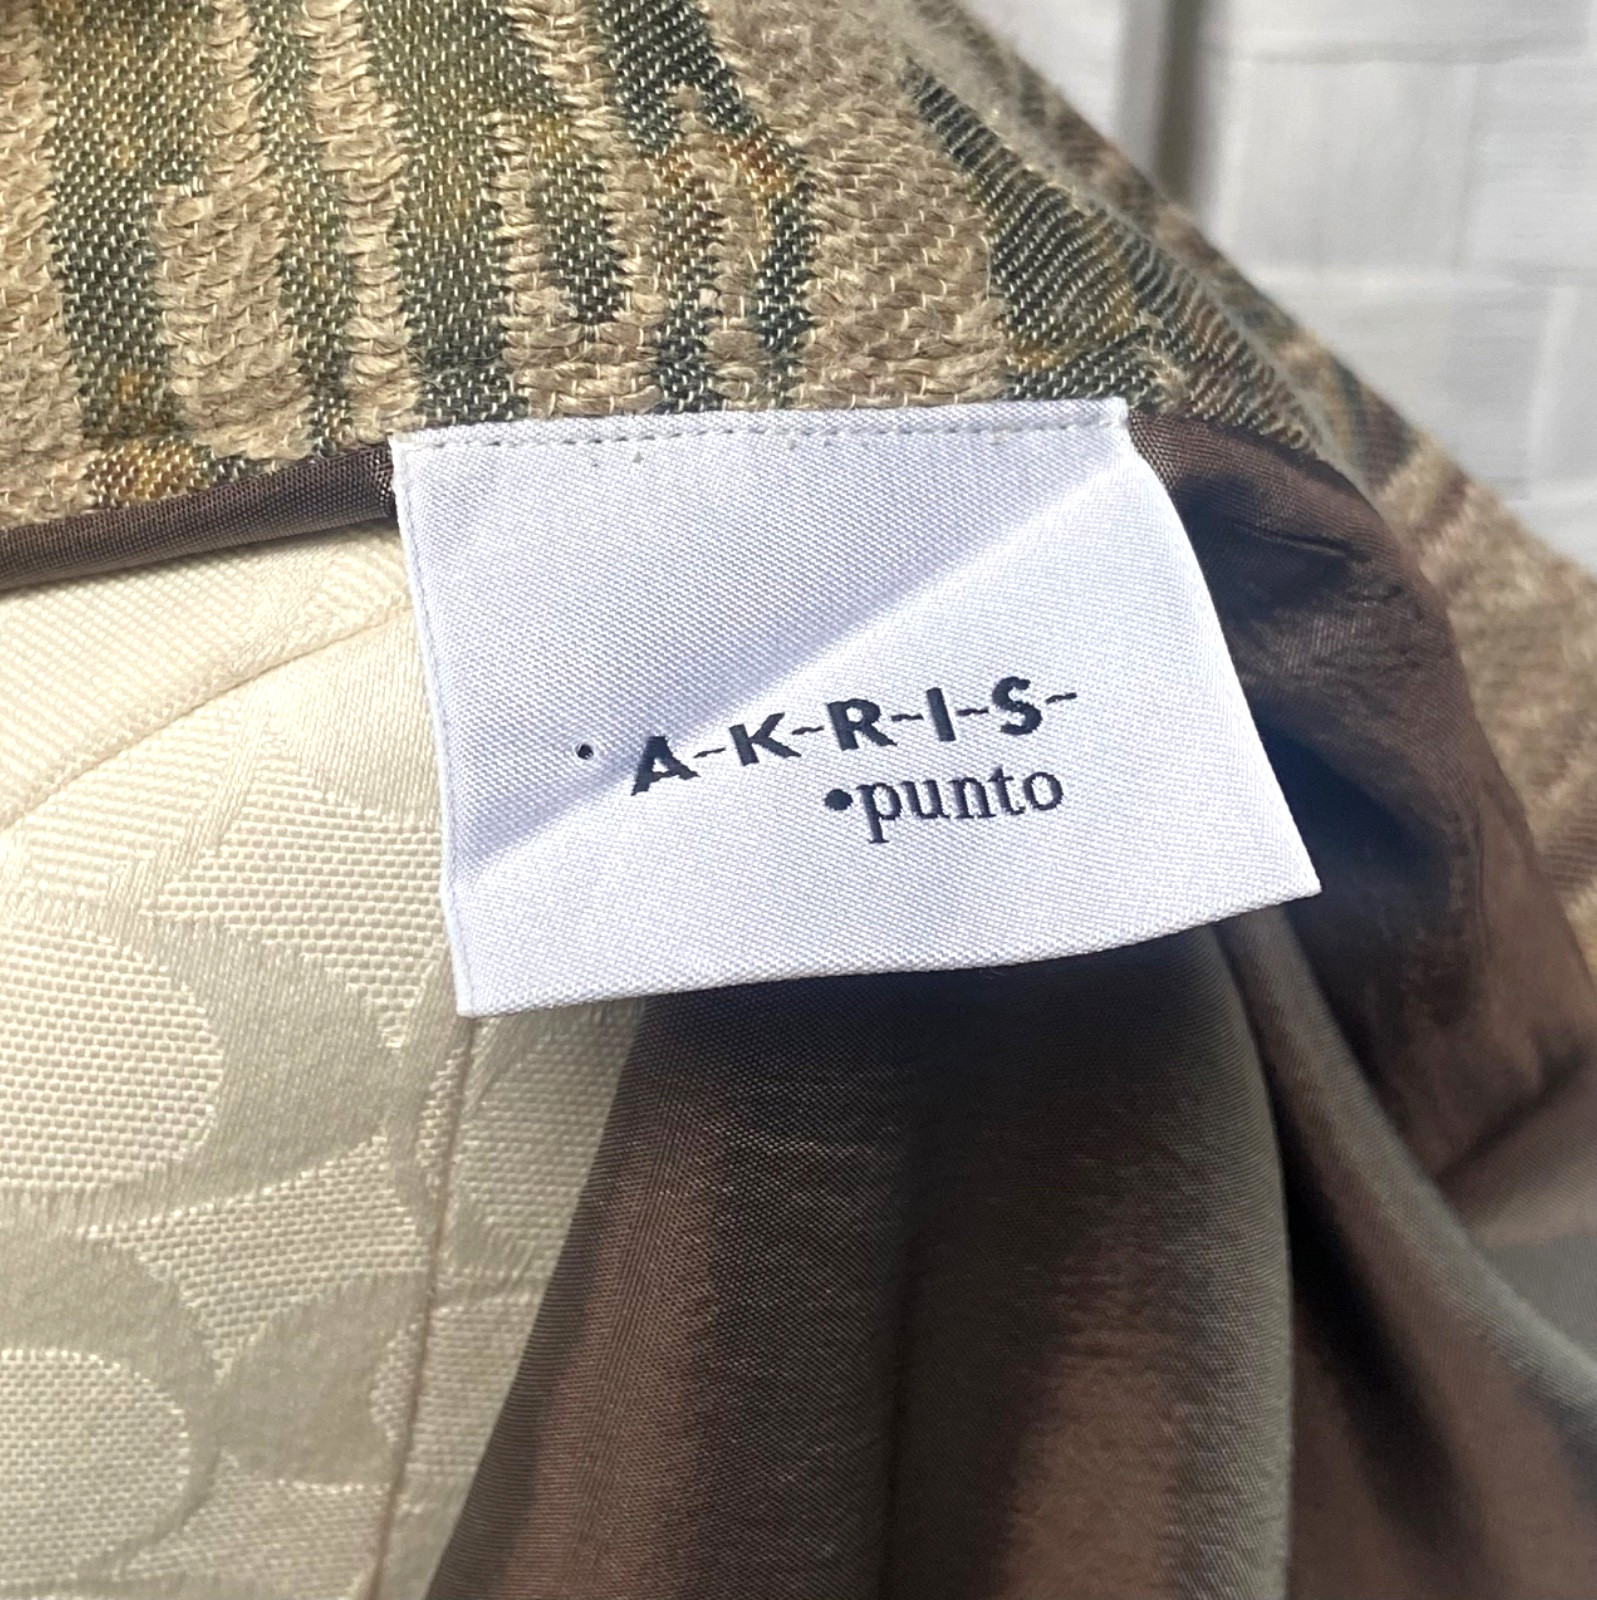 • A-K-R-I-S-
•punto